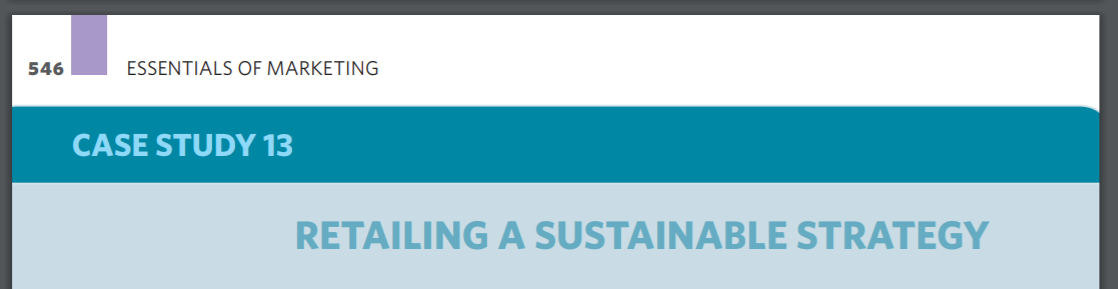 546 ESSENTIALS OF MARKETING
CASE STUDY 13
RETAILING A SUSTAINABLE STRATEGY